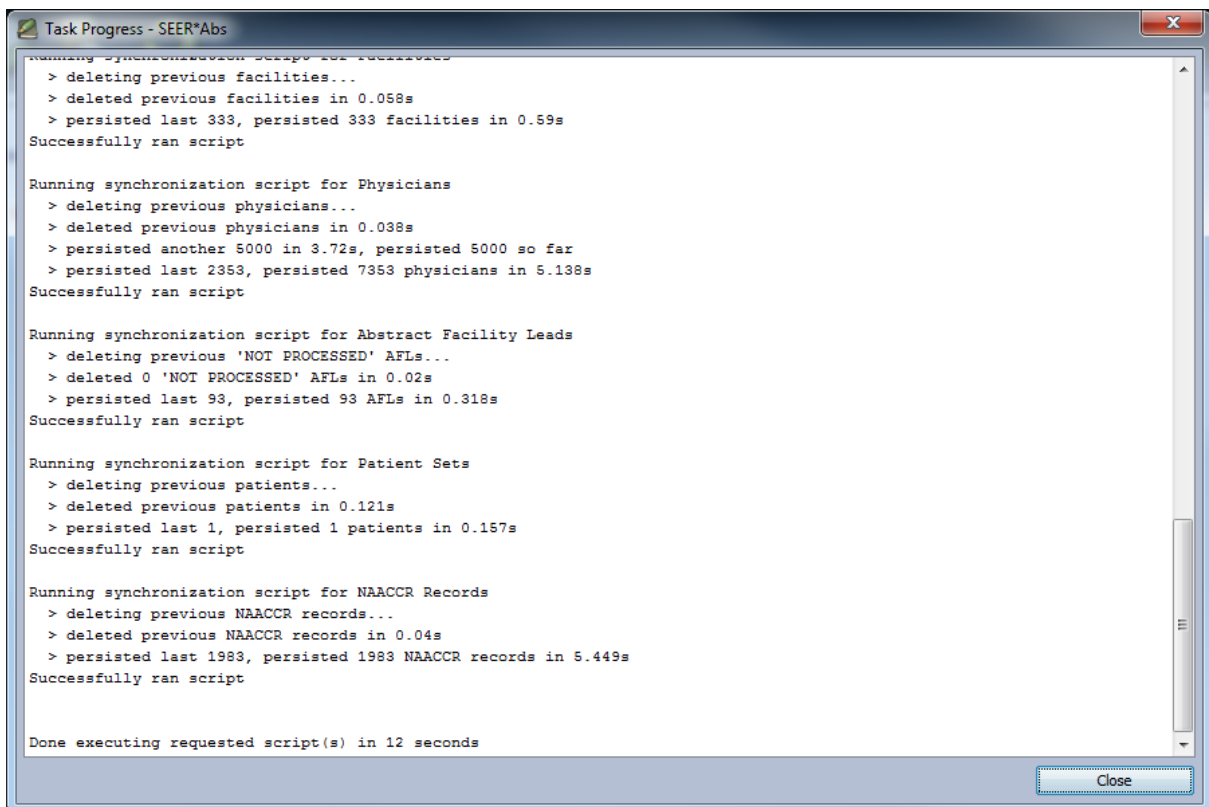 Task Progress - SEER*Abs
Running synchronization script for Facilities
> deleting previous facilities...
> deleted previous facilities in 0.058s
> persisted last 333, persisted 333 facilities in 0.59s
Successfully ran script
Running synchronization script for Physicians
> deleting previous physicians...
> deleted previous physicians in 0.038s
> persisted another 5000 in 3.72s, persisted 5000 so far
> persisted last 2353, persisted 7353 physicians in 5.138s
Successfully ran script
Running synchronization script for Abstract Facility Leads
> deleting previous 'NOT PROCESSED' AFLs...
> deleted 0 'NOT PROCESSED' AFLs in 0.02s
> persisted last 93, persisted 93 AFLs in 0.318s
Successfully ran script
Running synchronization script for Patient Sets
> deleting previous patients...
> deleted previous patients in 0.121s
> persisted last 1, persisted 1 patients in 0.157s
Successfully ran script
Running synchronization script for NAACCR Records
> deleting previous NAACCR records...
> deleted previous NAACCR records in 0.04s
> persisted last 1983, persisted 1983 NAACCR records in 5.449s
Successfully ran script
Done executing requested script(s) in 12 seconds
Close